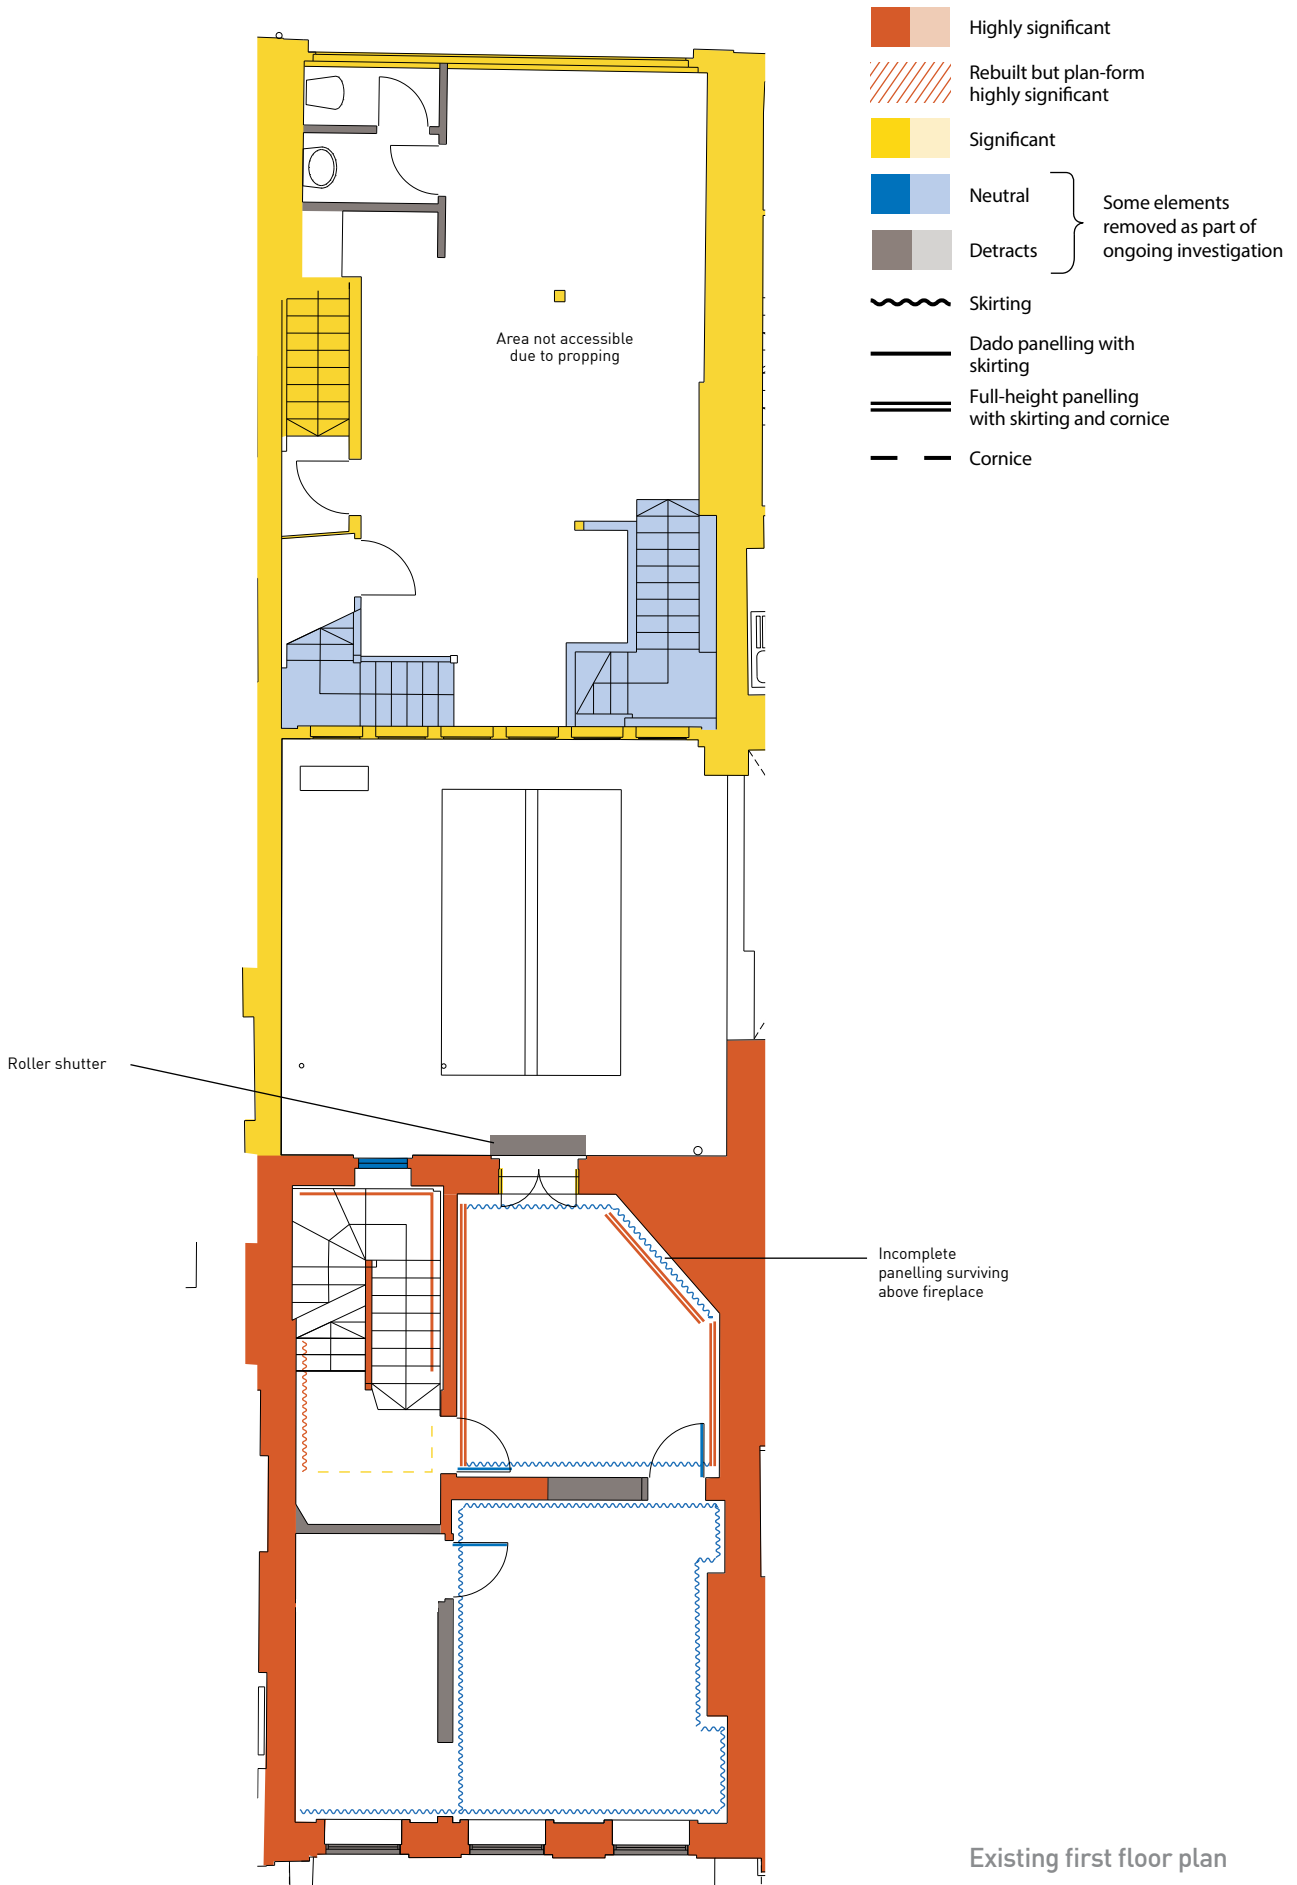 Highly significant
Rebuilt but plan-form
highly significant
Significant
Neutral
Detracts
Some elements
removed as part of
ongoing investigation
Skirting
Dado panelling with
skirting
Full-height panelling
with skirting and cornice
Cornice
Area not accessible
due to propping
Roller shutter
Incomplete
panelling surviving
above fireplace
Existing first floor plan